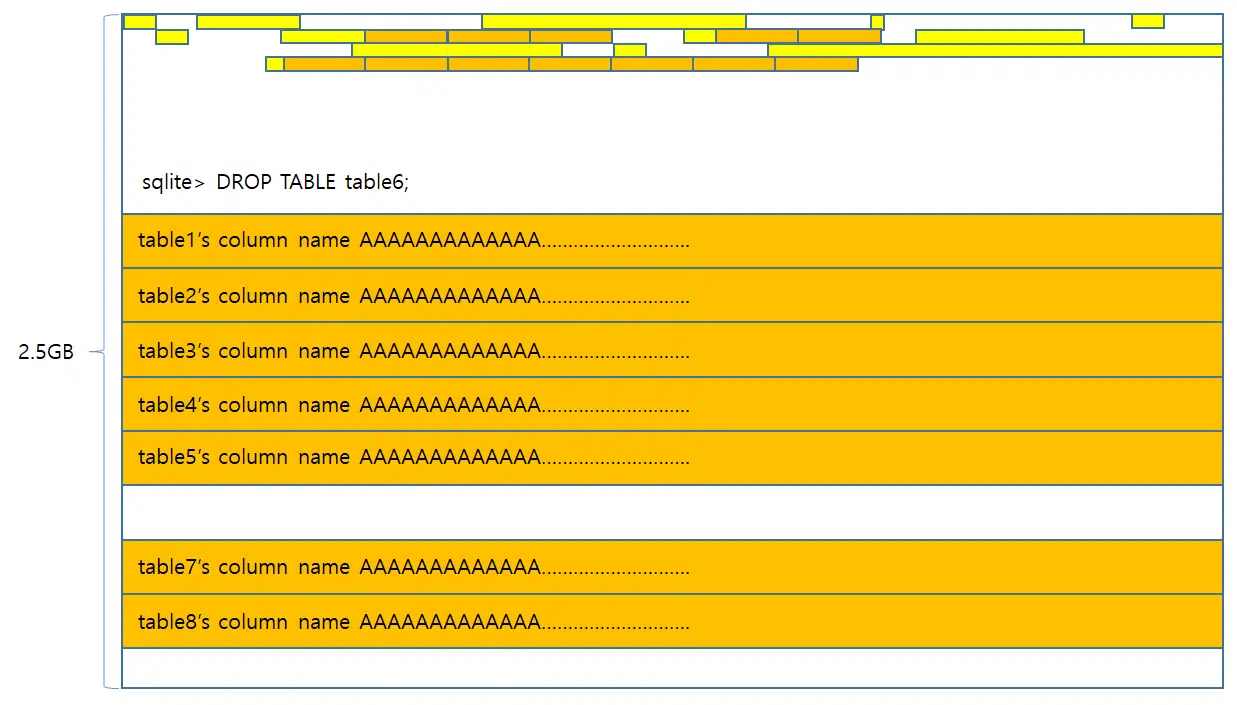 sqlite> DROP TABLE table6;
table1’s column name AAAAAAAAAAAAA............................
table2’s column name AAAAAAAAAAAAA............................
table3’s column name AAAAAAAAAAAAA............................
2.5GB
table4’s column name AAAAAAAAAAAAA............................
table5’s column name AAAAAAAAAAAAA............................
table7’s column name AAAAAAAAAAAAA............................
table8’s column name AAAAAAAAAAAAA............................